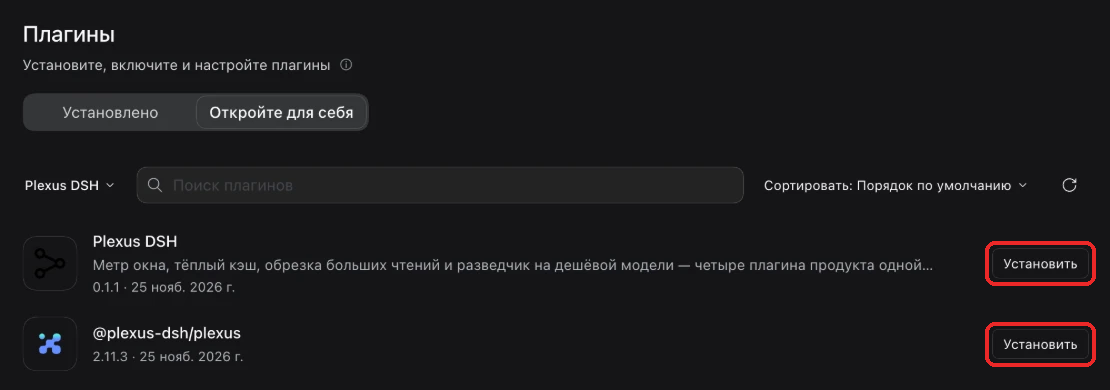 Плагины
Установите, включите и настройте плагины
Установлено
Откройте для себя
Plexus DSH
Поиск плагинов
Сортировать: Порядок по умолчанию
Plexus DSH
Метр окна, тёплый кэш, обрезка больших чтений и разведчик на дешёвой модели — четыре плагина продукта одной...
0.1.1 · 25 нояб. 2026 г.
Установить
@plexus-dsh/plexus
2.11.3 · 25 нояб. 2026 г.
Установить